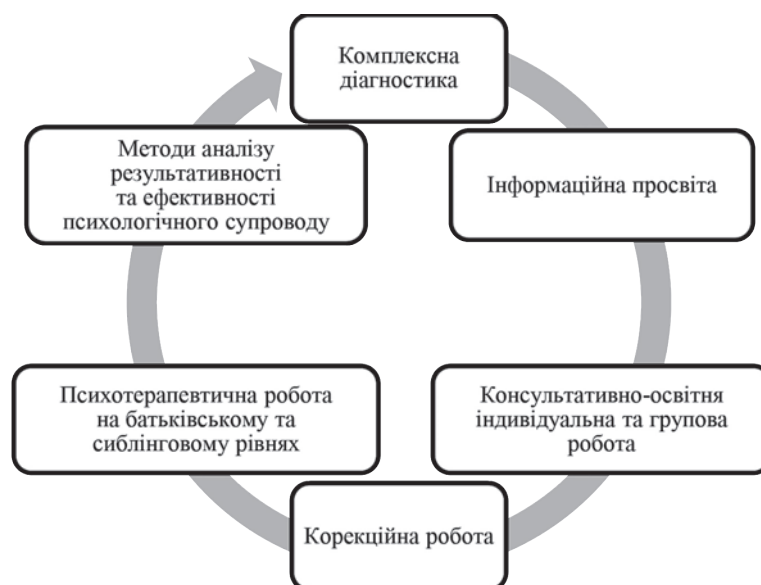 Комплексна
діагностика
Інформаційна просвіта
Консультативно-освітня
індивідуальна та групова
робота
Корекційна робота
Психотерапевтична робота
на батьківському та
сиблінговому рівнях
Методи аналізу
результативності
та ефективності
психологічного супроводу